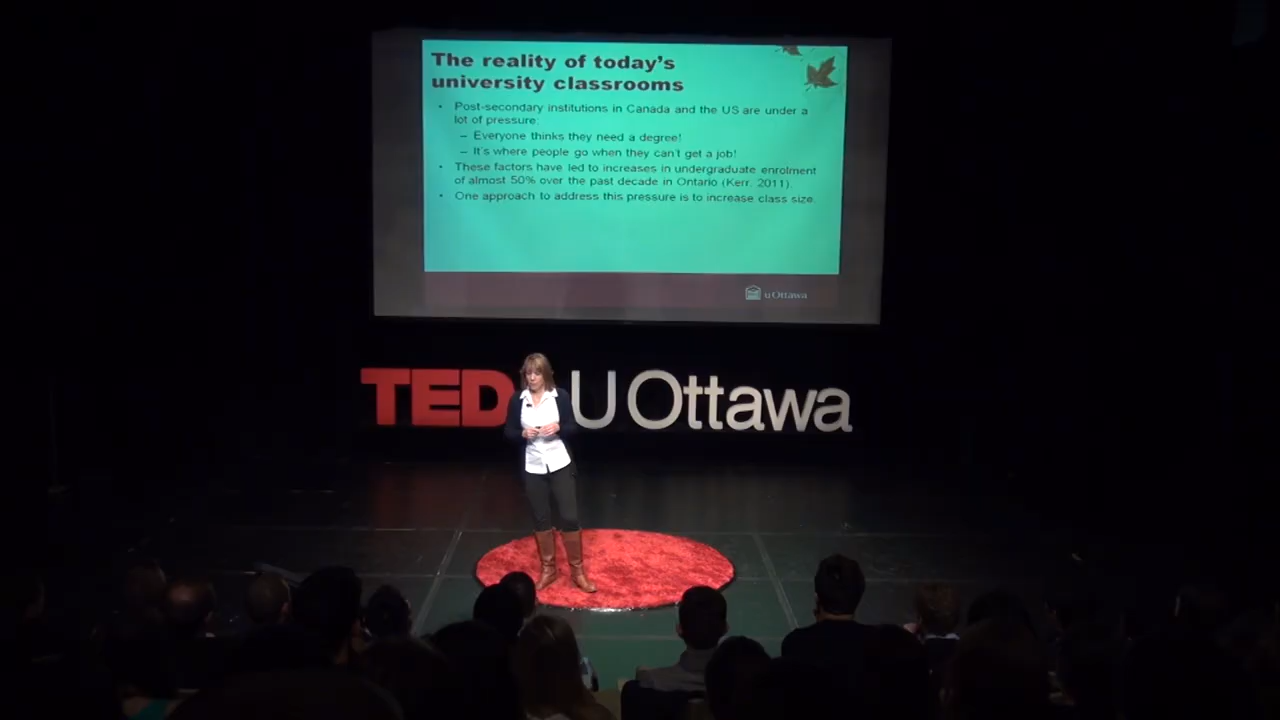 The reality of today's
university classrooms
• Post-secondary institutions in Canada and the US are under a
lot of pressure:
– Everyone thinks they need a degree!
– It's where people go when they can't get a job!
• These factors have led to increases in undergraduate enrolment
of almost 50% over the past decade in Ontario (Kerr, 2011).
• One approach to address this pressure is to increase class size.
uOttawa
TED U Ottawa